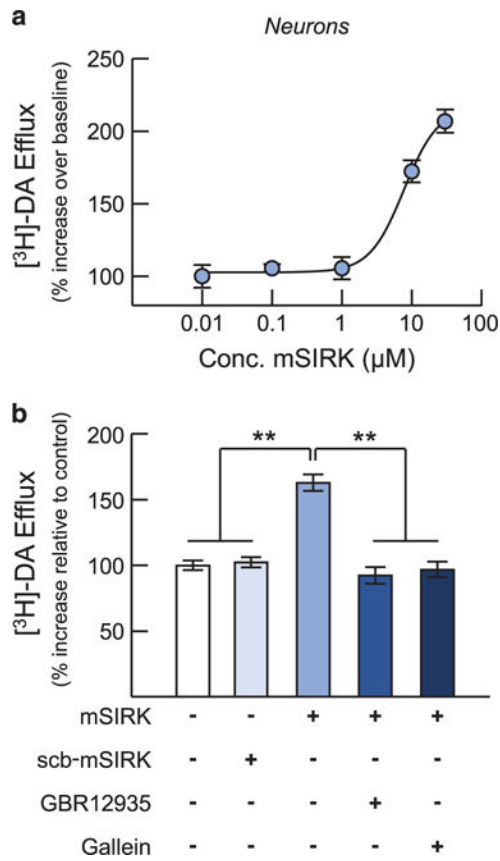 a
Neurons
[³H]-DA Efflux
(% increase over baseline)
250
200
150
100
0.01 0.1 1 10 100
Conc. mSIRK (µM)
b
[³H]-DA Efflux
(% increase relative to control)
200
150
100
50
** **
mSIRK - - + + +
scb-mSIRK - + - - -
GBR12935 - - - + -
Gallein - - - - +